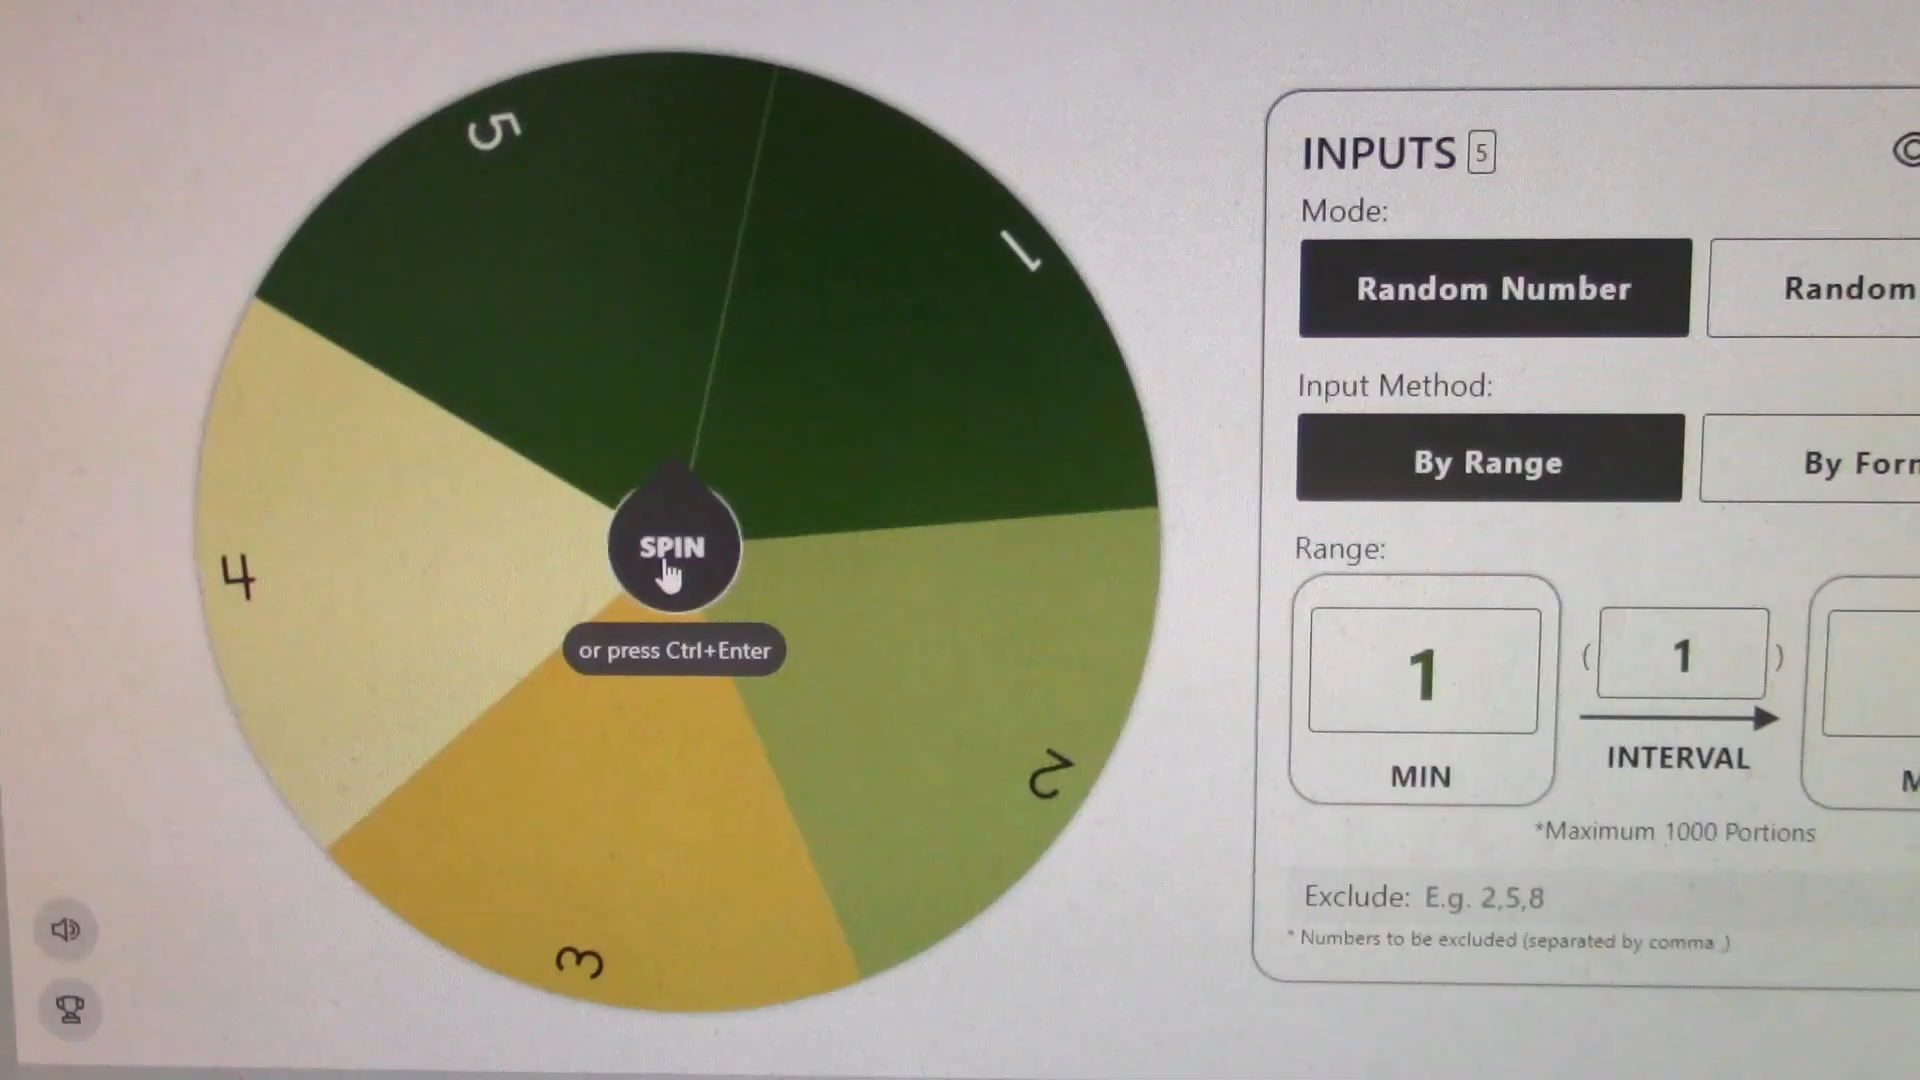 5
1
4
SPIN
or press Ctrl+Enter
2
3
INPUTS 5
Mode:
Random Number
Random
Input Method:
By Range
By
Range:
1
( 1 )
MIN
INTERVAL
*Maximum 1000 Portions
Exclude: E.g. 2,5,8
* Numbers to be excluded (separated by comma )